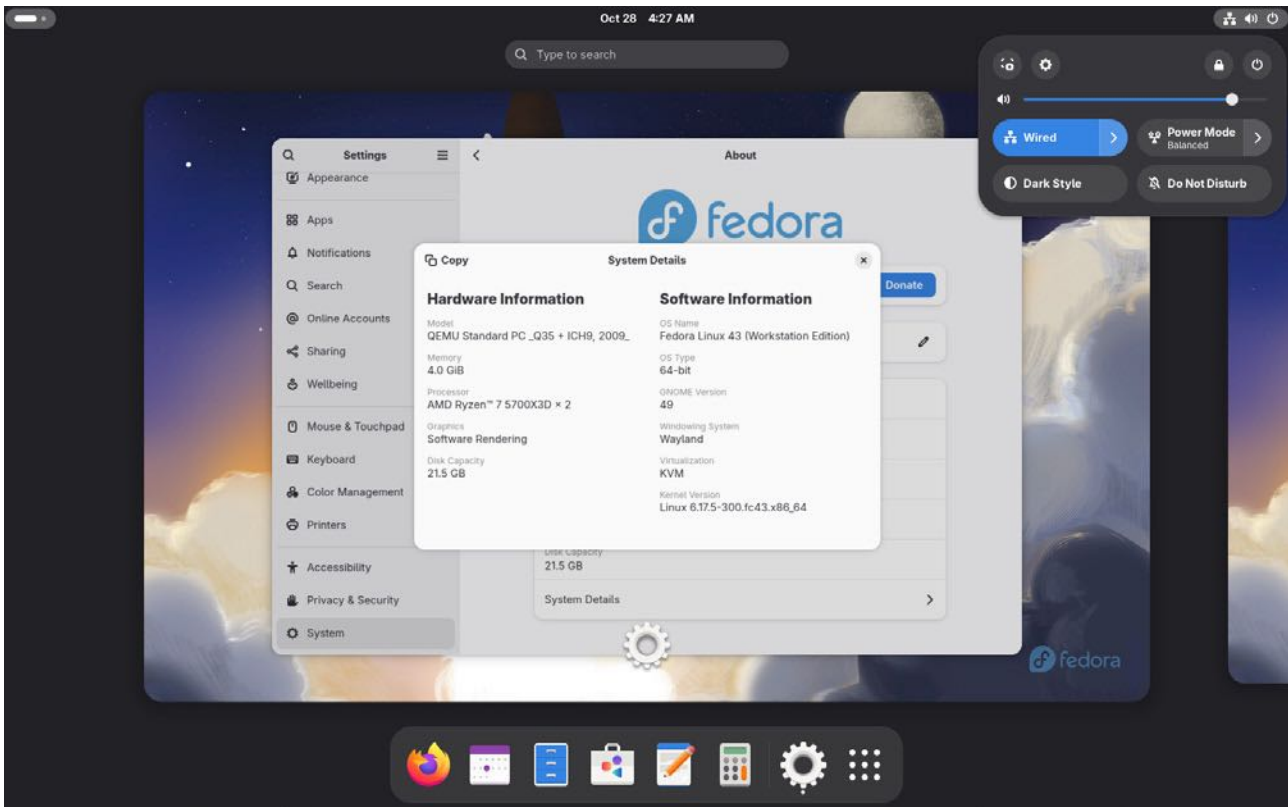 Oct 28 4:27 AM
Type to search
Wired
Power Mode
Balanced
Dark Style
Do Not Disturb
Settings
Appearance
Apps
Notifications
Search
Online Accounts
Sharing
Wellbeing
Mouse & Touchpad
Keyboard
Color Management
Printers
Accessibility
Privacy & Security
System
About
fedora
Donate
Copy
System Details
Hardware Information
Model
QEMU Standard PC _Q35 + ICH9, 2009_
Memory
4.0 GiB
Processor
AMD Ryzen™ 7 5700X3D × 2
Graphics
Software Rendering
Disk Capacity
21.5 GB
Software Information
OS Name
Fedora Linux 43 (Workstation Edition)
OS Type
64-bit
GNOME Version
49
Windowing System
Wayland
Virtualization
KVM
Kernel Version
Linux 6.17.5-300.fc43.x86_64
Disk Capacity
21.5 GB
System Details
fedora